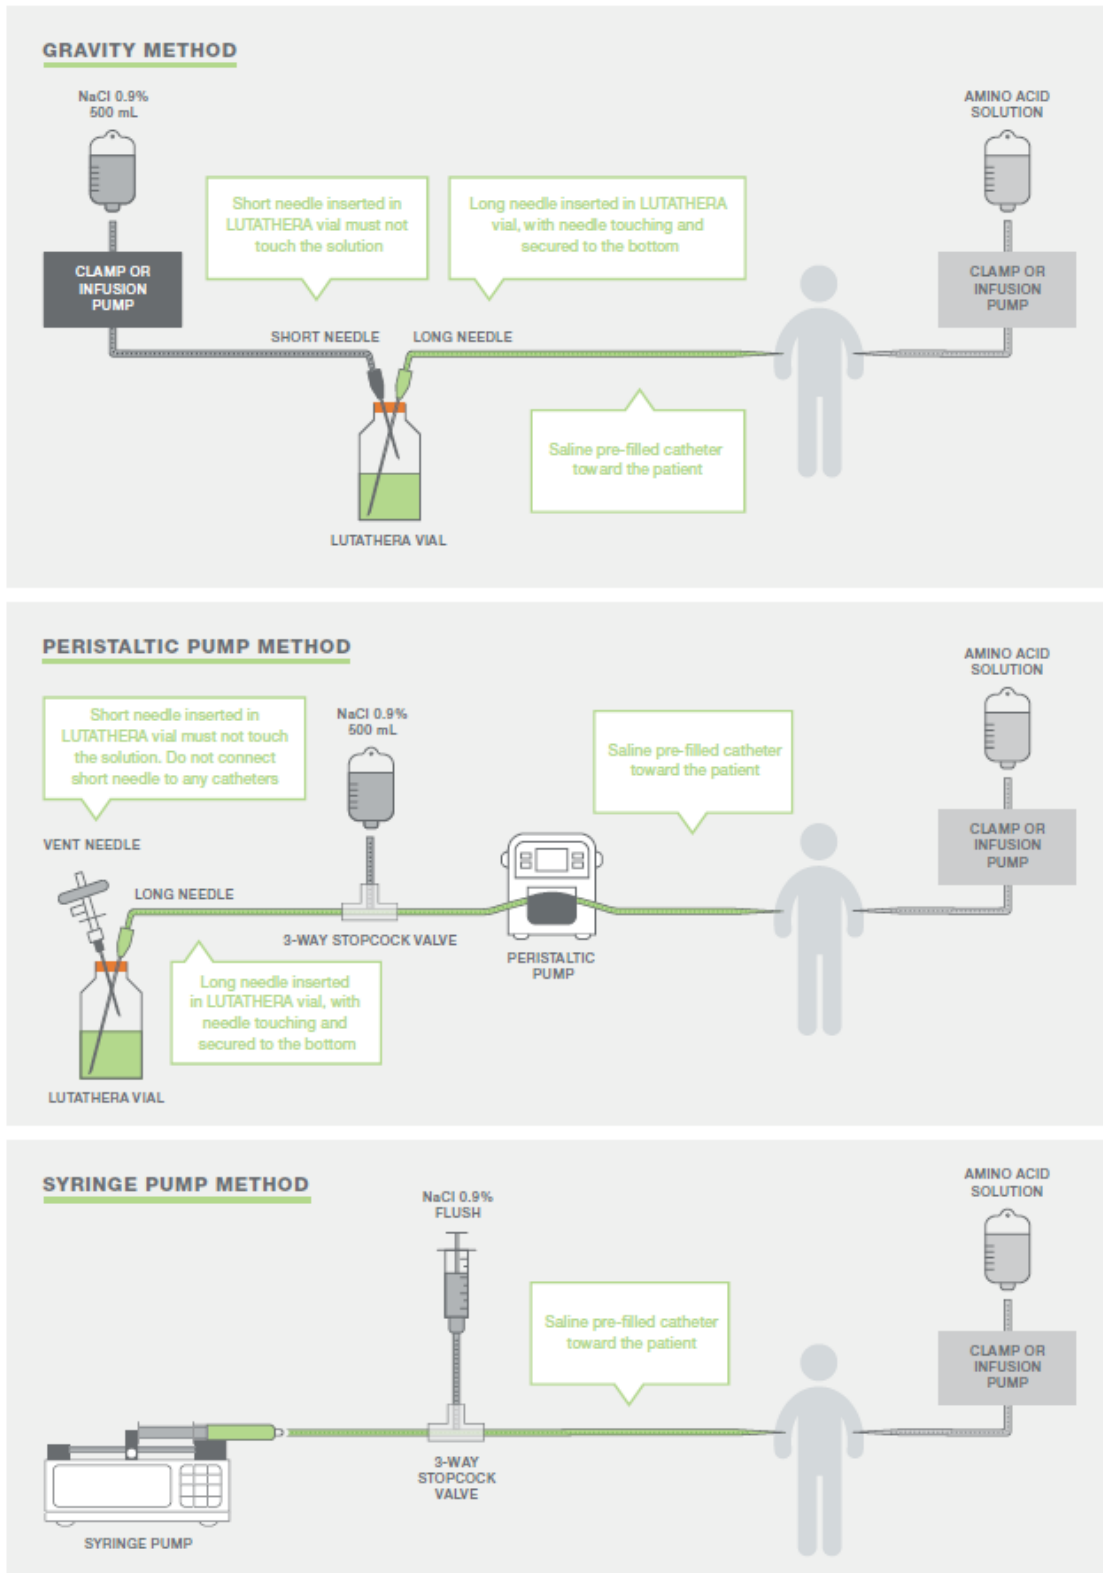 GRAVITY METHOD
NaCl 0.9%
500 mL
AMINO ACID
SOLUTION
Short needle inserted in
LUTATHERA vial must not
touch the solution
Long needle inserted in LUTATHERA
vial, with needle touching and
secured to the bottom
CLAMP OR
INFUSION
PUMP
CLAMP OR
INFUSION
PUMP
SHORT NEEDLE
LONG NEEDLE
Saline pre-filled catheter
toward the patient
LUTATHERA VIAL
PERISTALTIC PUMP METHOD
AMINO ACID
SOLUTION
Short needle inserted in
LUTATHERA vial must not touch
the solution. Do not connect
short needle to any catheters
NaCl 0.9%
500 mL
Saline pre-filled catheter
toward the patient
VENT NEEDLE
CLAMP OR
INFUSION
PUMP
LONG NEEDLE
3-WAY STOPCOCK VALVE
PERISTALTIC
PUMP
Long needle inserted
in LUTATHERA vial, with
needle touching and
secured to the bottom
LUTATHERA VIAL
SYRINGE PUMP METHOD
NaCl 0.9%
FLUSH
AMINO ACID
SOLUTION
Saline pre-filled catheter
toward the patient
CLAMP OR
INFUSION
PUMP
3-WAY
STOPCOCK
VALVE
SYRINGE PUMP